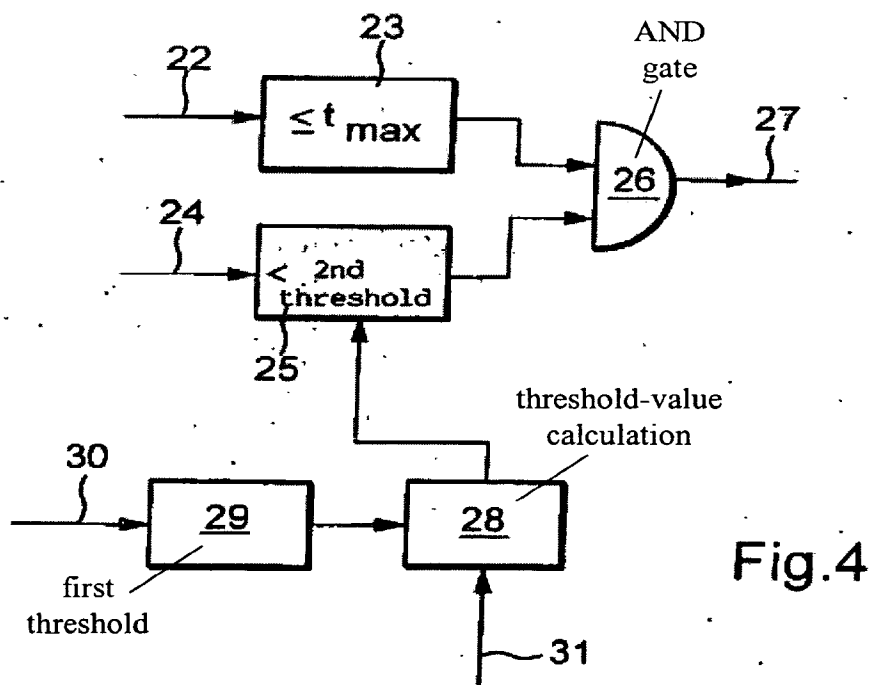 23
AND
gate
22
≤ t max
26
27
24
< 2nd
threshold
25
threshold-value
calculation
30
29
28
first
threshold
Fig.4
31